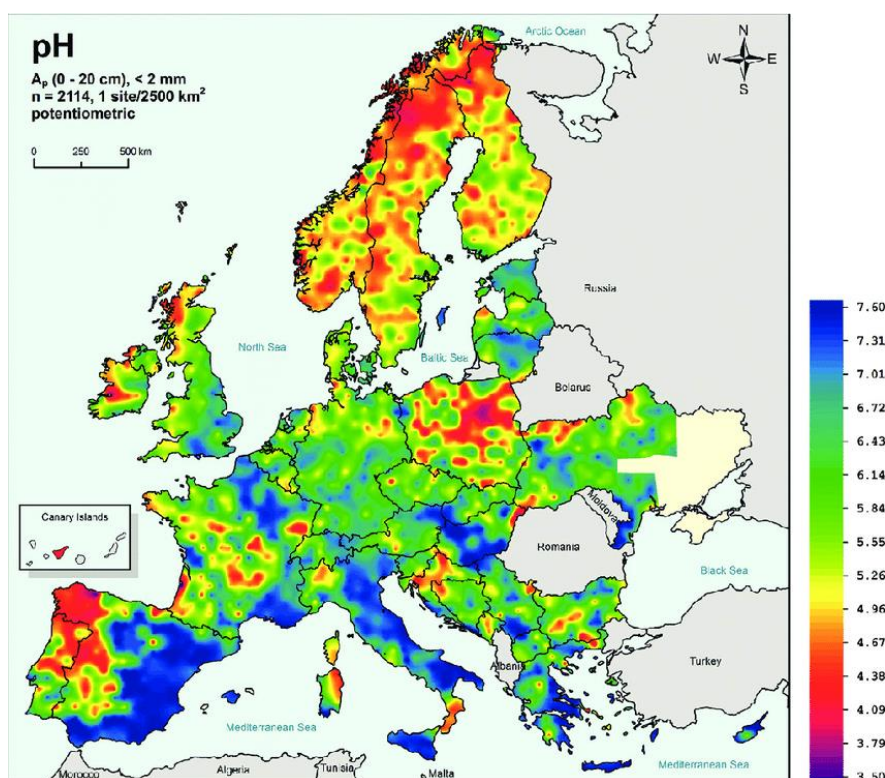 pH
Ap (0 - 20 cm), < 2 mm
n = 2114, 1 site/2500 km²
potentiometric
0 250 500 km
Arctic Ocean
N
W E
S
Russia
North Sea
Baltic Sea
Belarus
Canary Islands
Moldova
Romania
Black Sea
Albania
Turkey
Mediterranean Sea
Mediterranean Sea
Morocco
Algeria
Tunisia
Malta
7.60
7.31
7.01
6.72
6.43
6.14
5.84
5.55
5.26
4.96
4.67
4.38
4.09
3.79
3.50